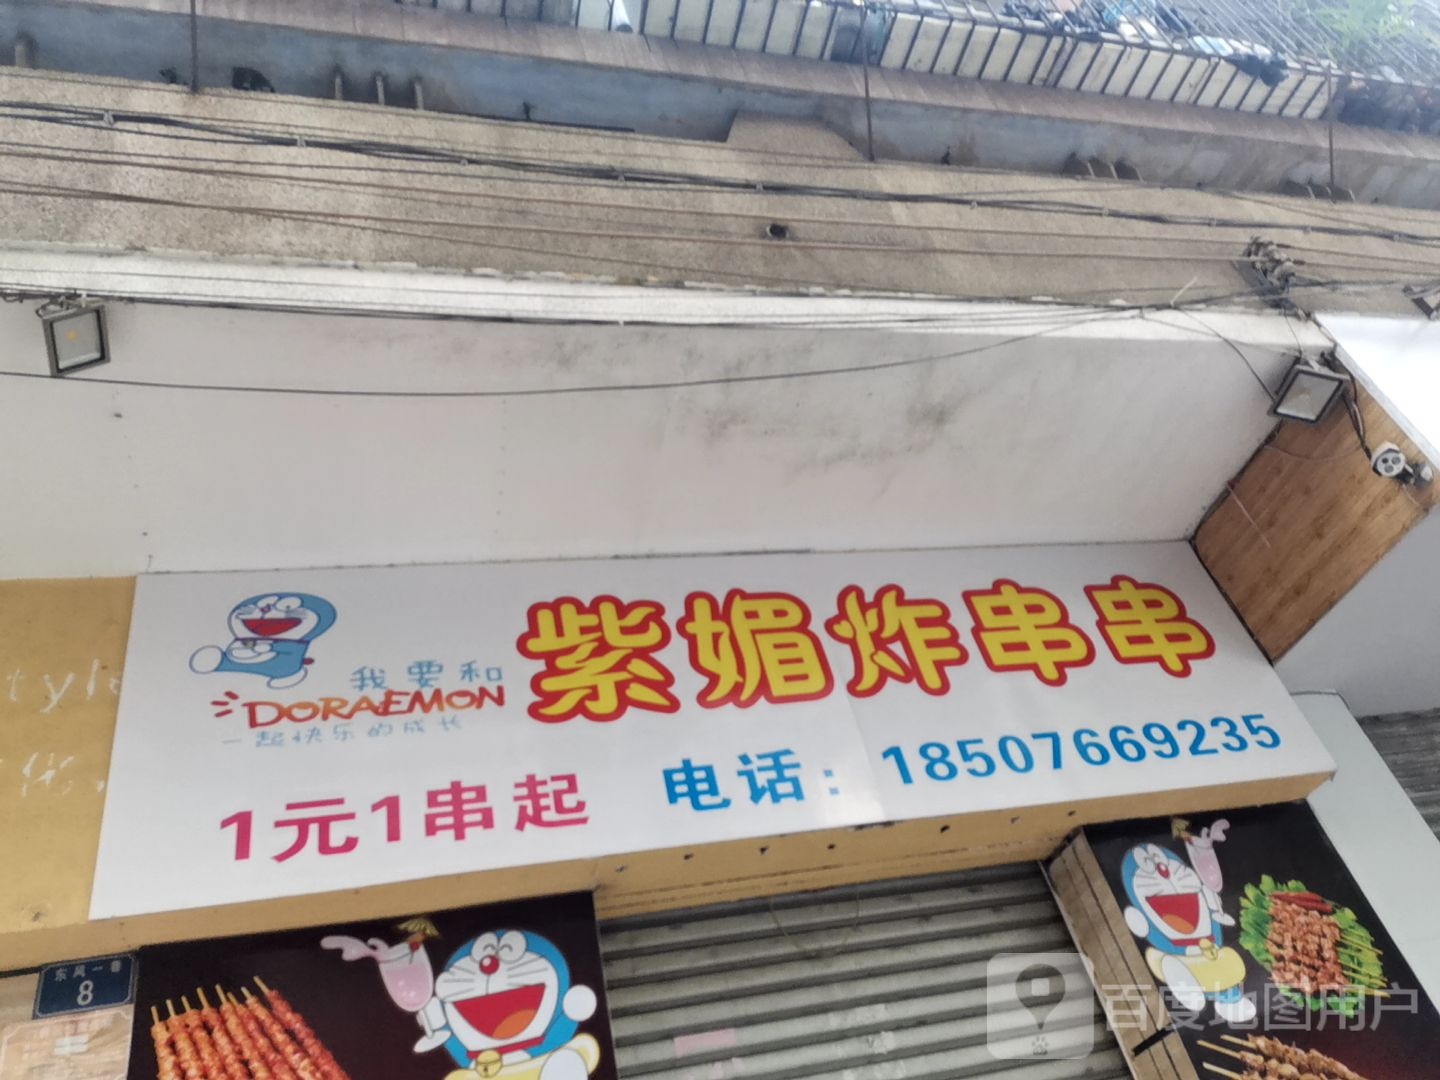 我要和
DORAEMON
一起快乐的成长
紫媚炸串串
1元1串起
电话：18507669235
东风一巷
8
百度地图用户